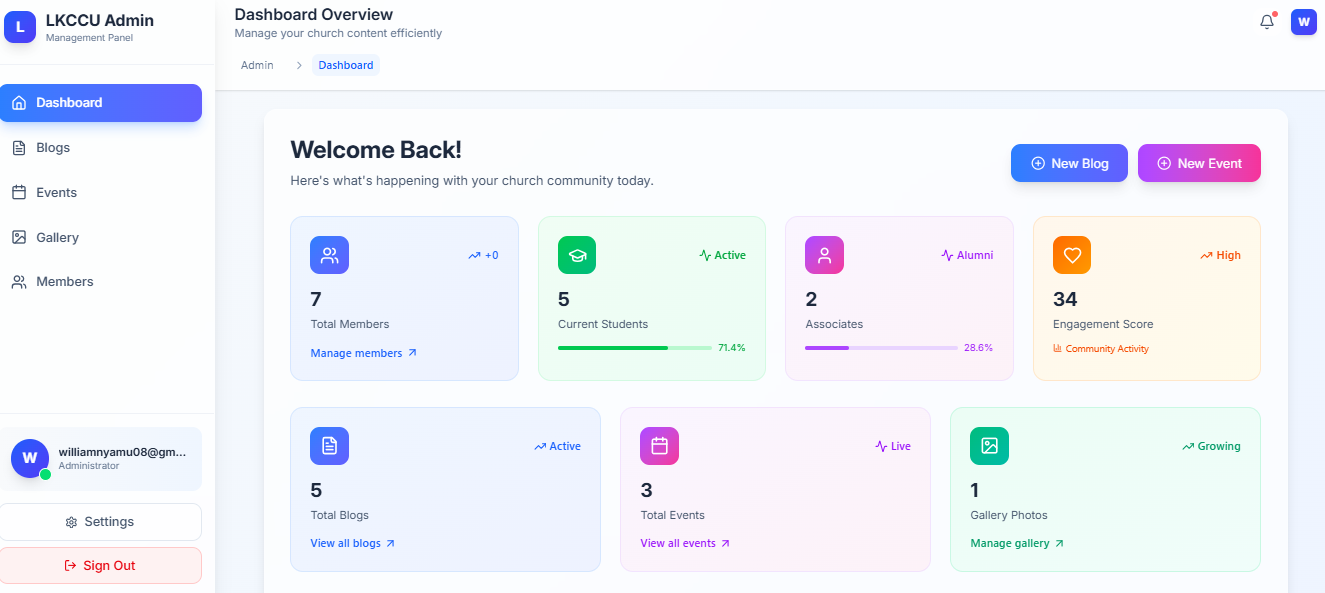 L
LKCCU Admin
Management Panel
Dashboard
Blogs
Events
Gallery
Members
W
williamnyamu08@gm...
Administrator
Settings
Sign Out
Dashboard Overview
Manage your church content efficiently
W
Admin > Dashboard
Welcome Back!
Here's what's happening with your church community today.
New Blog
New Event
+0
7
Total Members
Manage members
Active
5
Current Students
71.4%
Alumni
2
Associates
28.6%
High
34
Engagement Score
Community Activity
Active
5
Total Blogs
View all blogs
Live
3
Total Events
View all events
Growing
1
Gallery Photos
Manage gallery